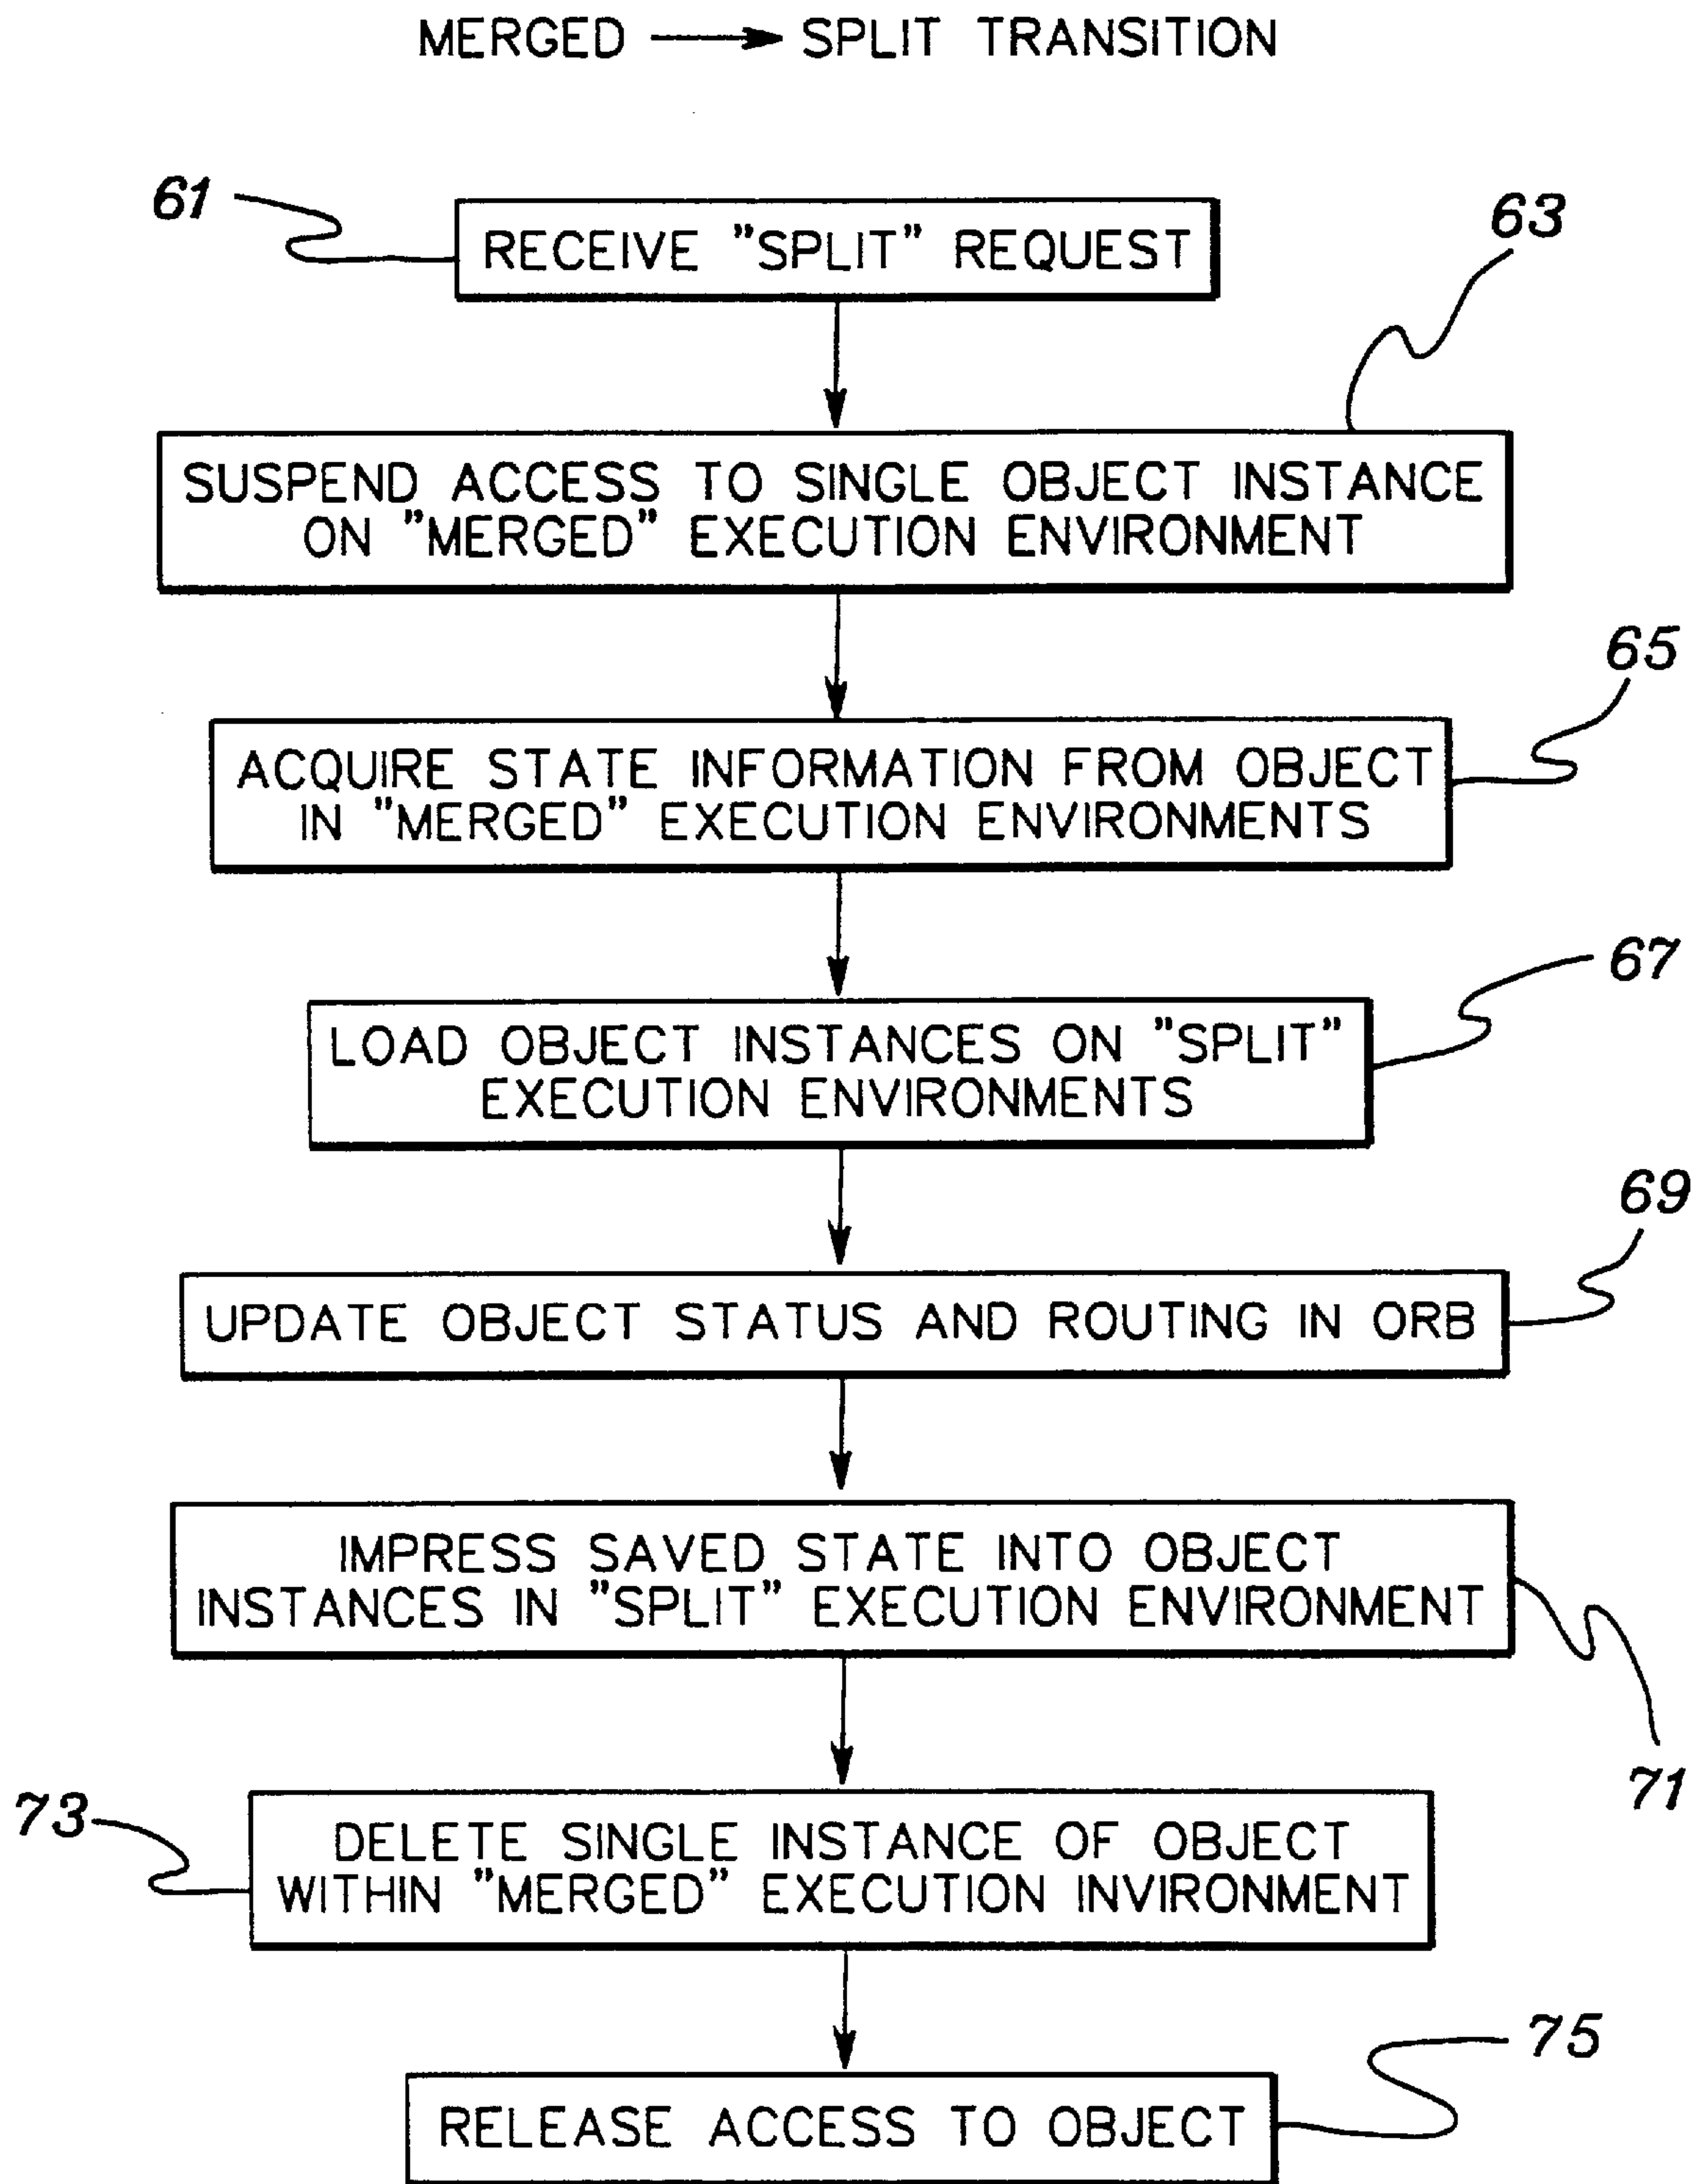 MERGED → SPLIT TRANSITION
61
RECEIVE "SPLIT" REQUEST
63
SUSPEND ACCESS TO SINGLE OBJECT INSTANCE
ON "MERGED" EXECUTION ENVIRONMENT
65
ACQUIRE STATE INFORMATION FROM OBJECT
IN "MERGED" EXECUTION ENVIRONMENTS
67
LOAD OBJECT INSTANCES ON "SPLIT"
EXECUTION ENVIRONMENTS
69
UPDATE OBJECT STATUS AND ROUTING IN ORB
IMPRESS SAVED STATE INTO OBJECT
INSTANCES IN "SPLIT" EXECUTION ENVIRONMENT
71
73
DELETE SINGLE INSTANCE OF OBJECT
WITHIN "MERGED" EXECUTION INVIRONMENT
75
RELEASE ACCESS TO OBJECT